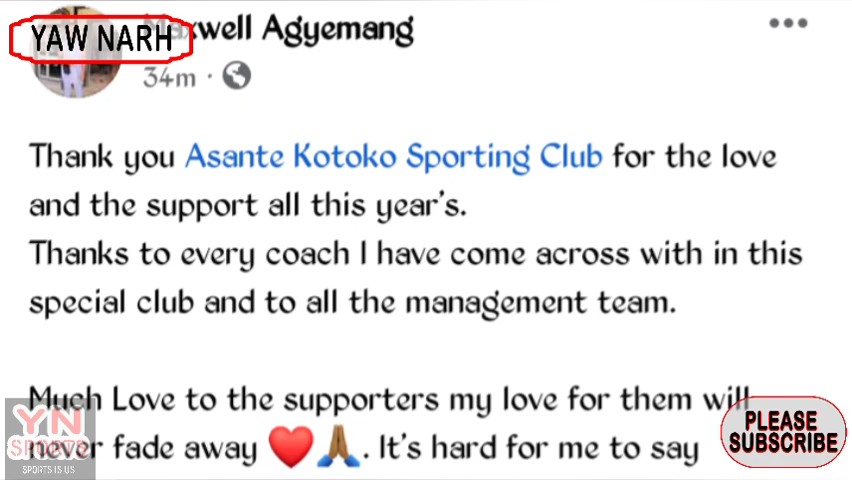 YAW NARH
Maxwell Agyemang
34m ·
Thank you Asante Kotoko Sporting Club for the love
and the support all this year's.
Thanks to every coach I have come across with in this
special club and to all the management team.
Much Love to the supporters my love for them will
never fade away ❤️🙏🏾. It's hard for me to say
YN
SPORTS
SPORTS IS US
PLEASE
SUBSCRIBE